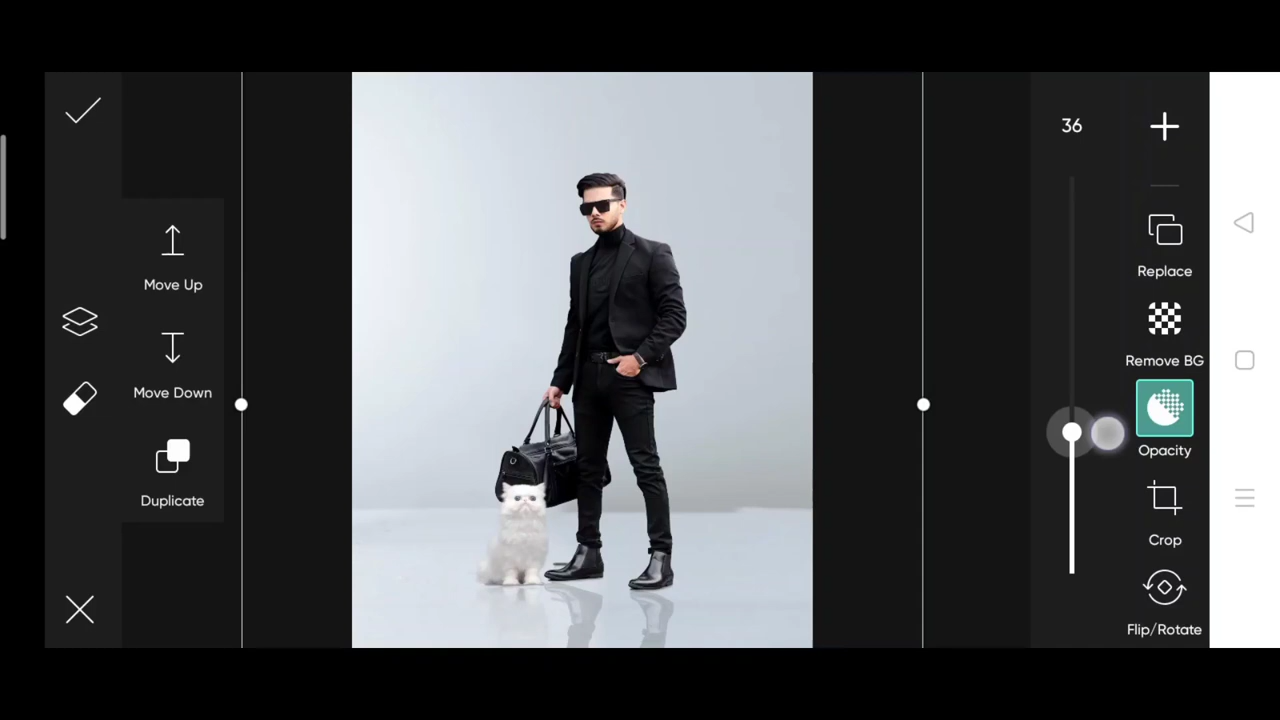 36
Move Up
Replace
Move Down
Remove BG
Opacity
Duplicate
Crop
Flip/Rotate